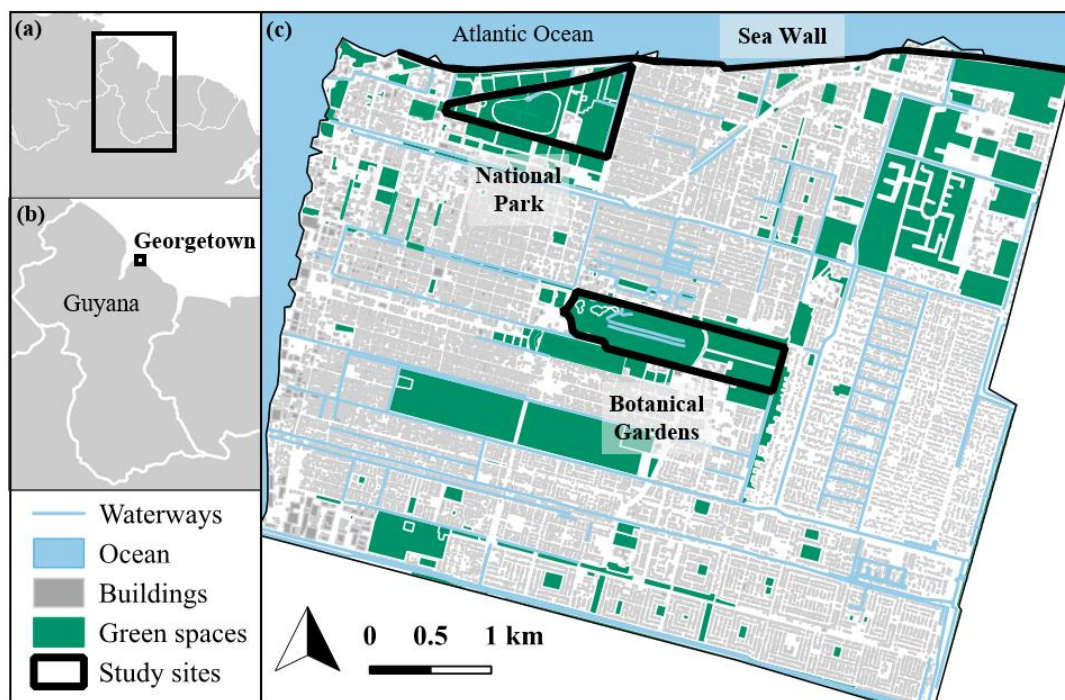 (a)
(b)
Georgetown
Guyana
Waterways
Ocean
Buildings
Green spaces
Study sites
(c)
Atlantic Ocean
Sea Wall
National
Park
Botanical
Gardens
0 0.5 1 km